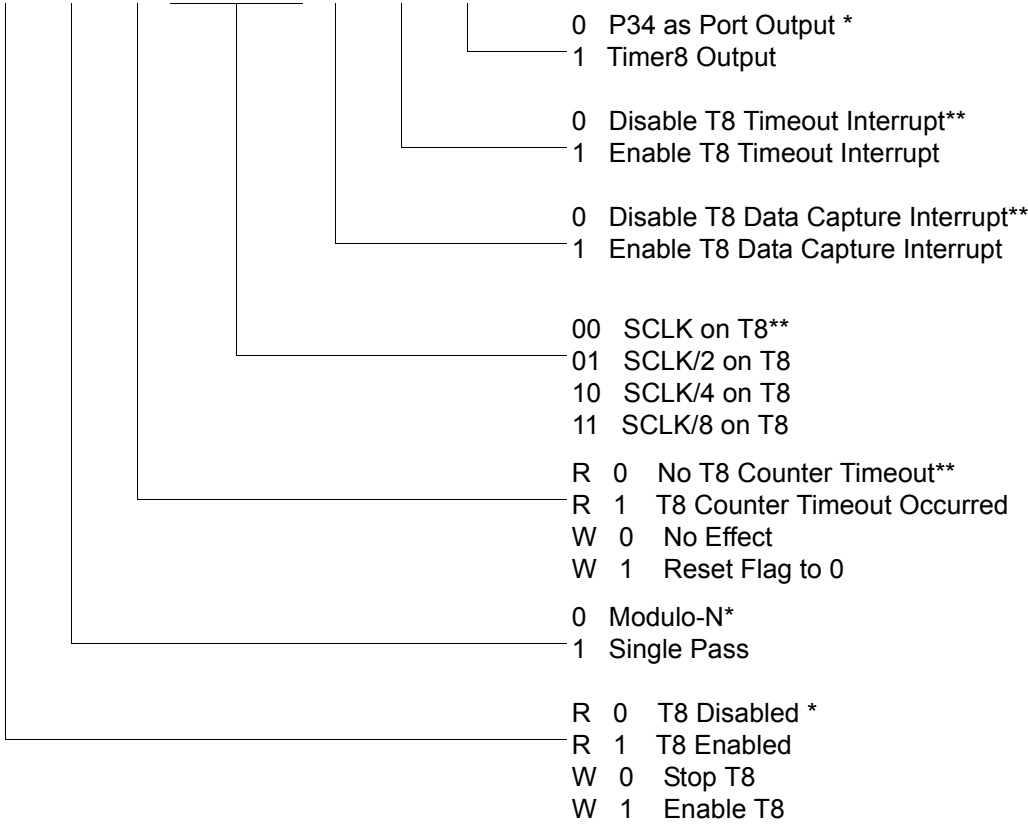 0 P34 as Port Output *
1 Timer8 Output
0 Disable T8 Timeout Interrupt**
1 Enable T8 Timeout Interrupt
0 Disable T8 Data Capture Interrupt**
1 Enable T8 Data Capture Interrupt
00 SCLK on T8**
01 SCLK/2 on T8
10 SCLK/4 on T8
11 SCLK/8 on T8
R 0 No T8 Counter Timeout**
R 1 T8 Counter Timeout Occurred
W 0 No Effect
W 1 Reset Flag to 0
0 Modulo-N*
1 Single Pass
R 0 T8 Disabled *
R 1 T8 Enabled
W 0 Stop T8
W 1 Enable T8